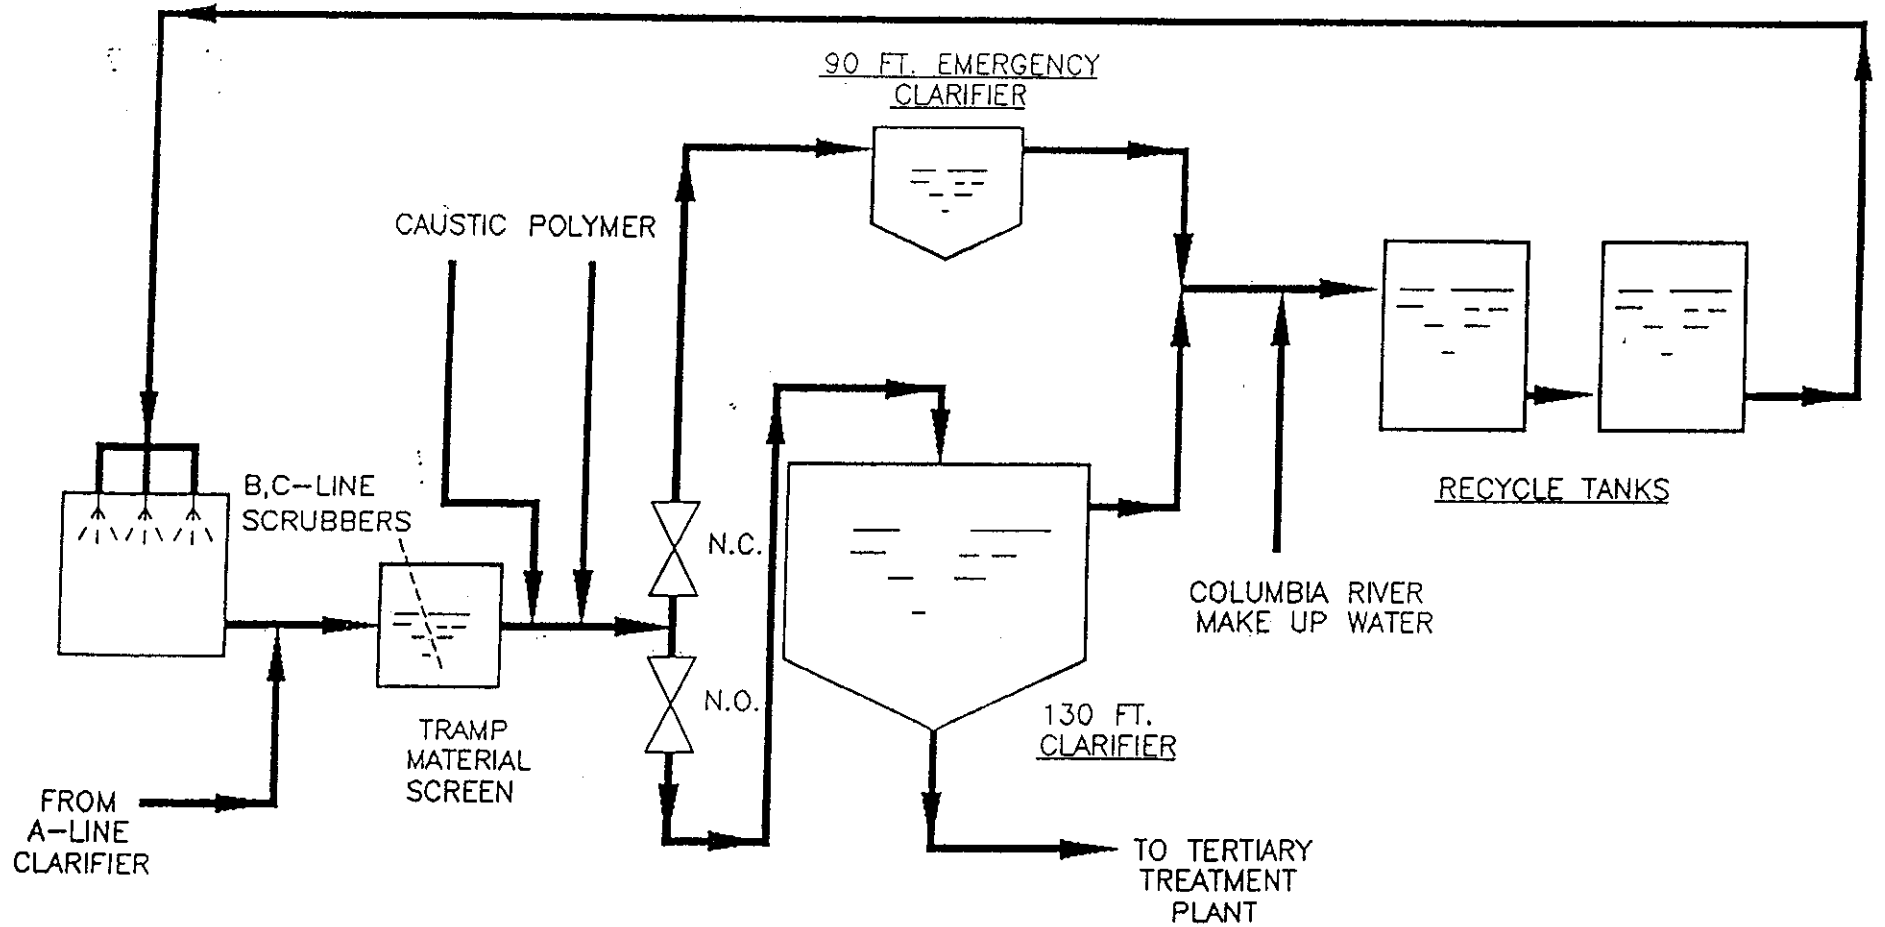 90 FT. EMERGENCY
CLARIFIER
CAUSTIC POLYMER
B,C-LINE
SCRUBBERS
N.C.
RECYCLE TANKS
COLUMBIA RIVER
MAKE UP WATER
N.O.
130 FT.
CLARIFIER
TRAMP
MATERIAL
SCREEN
FROM
A-LINE
CLARIFIER
TO TERTIARY
TREATMENT
PLANT